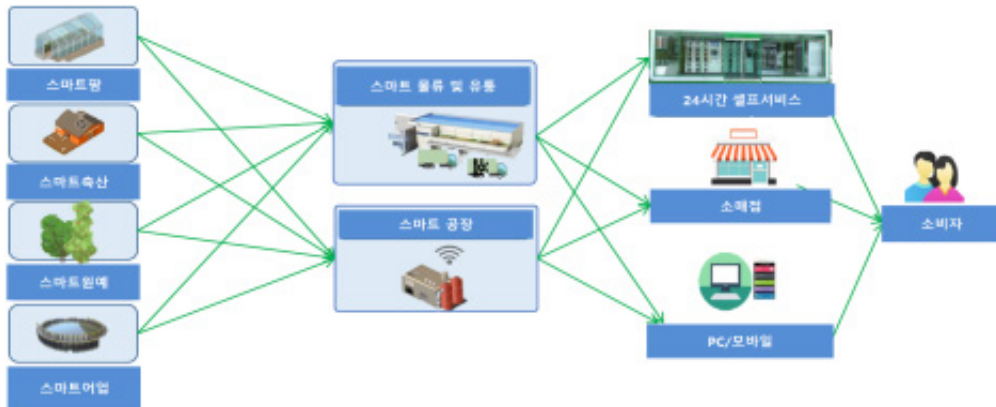 스마트팜
스마트축산
스마트원예
스마트어업
스마트 물류 및 유통
스마트 공장
24시간 셀프서비스
소매점
PC/모바일
소비자